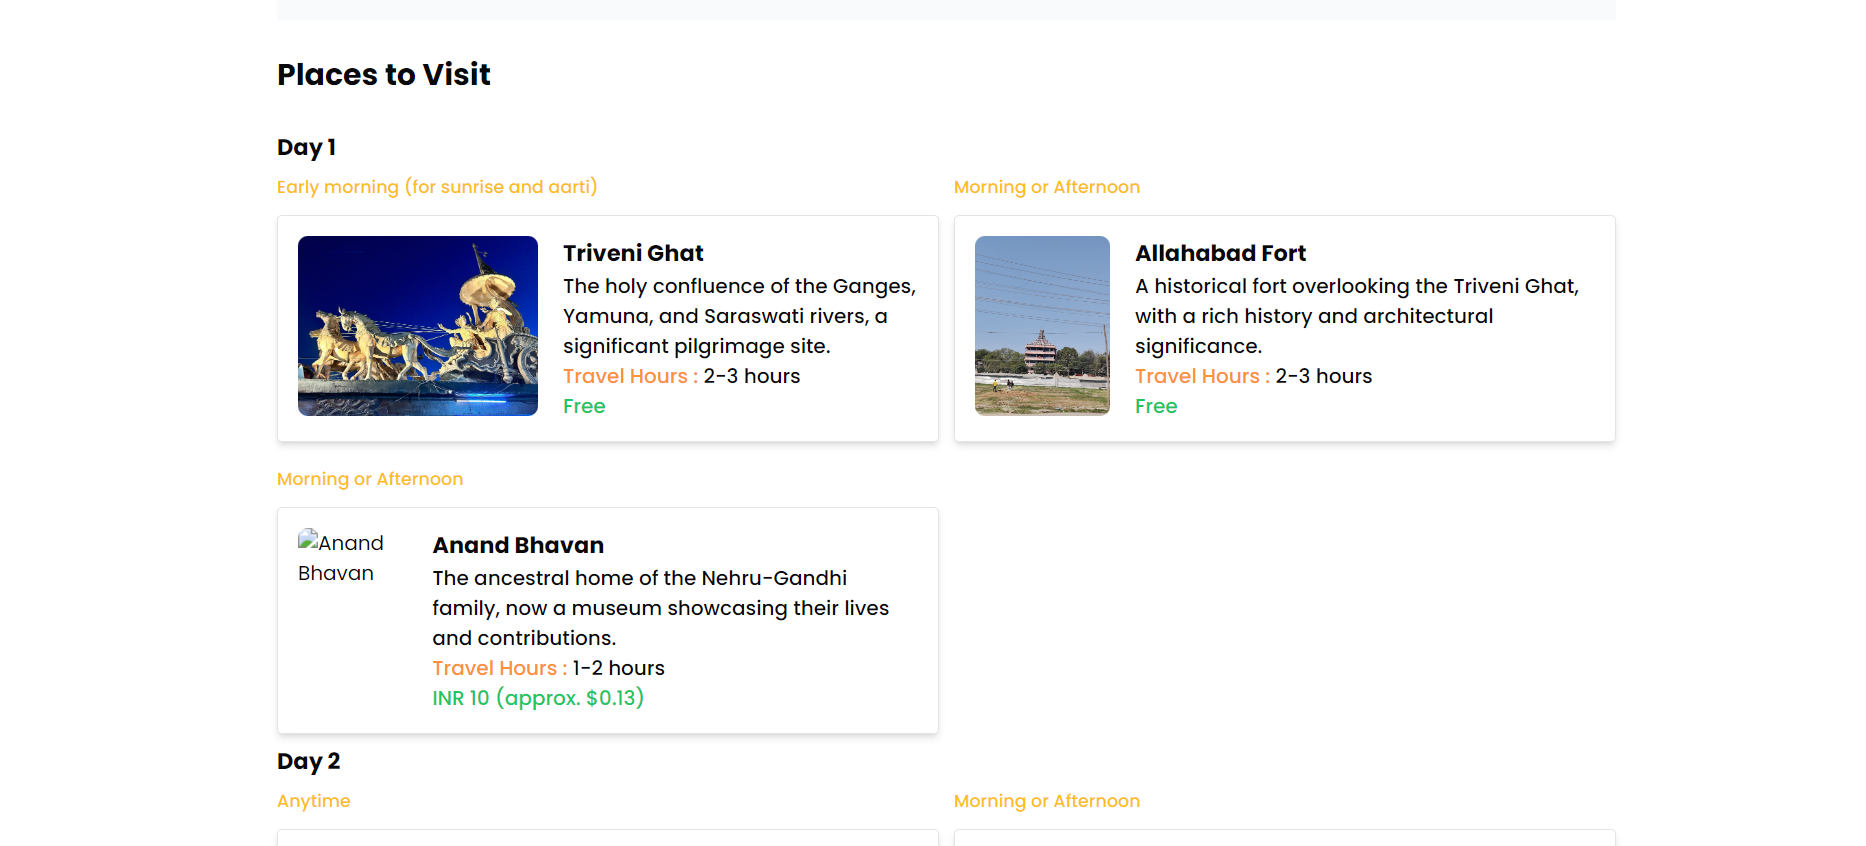 Places to Visit
Day 1
Early morning (for sunrise and aarti)
Triveni Ghat
The holy confluence of the Ganges,
Yamuna, and Saraswati rivers, a
significant pilgrimage site.
Travel Hours : 2-3 hours
Free
Morning or Afternoon
Allahabad Fort
A historical fort overlooking the Triveni Ghat,
with a rich history and architectural
significance.
Travel Hours : 2-3 hours
Free
Morning or Afternoon
Anand
Bhavan
Anand Bhavan
The ancestral home of the Nehru-Gandhi
family, now a museum showcasing their lives
and contributions.
Travel Hours : 1-2 hours
INR 10 (approx. $0.13)
Day 2
Anytime
Morning or Afternoon